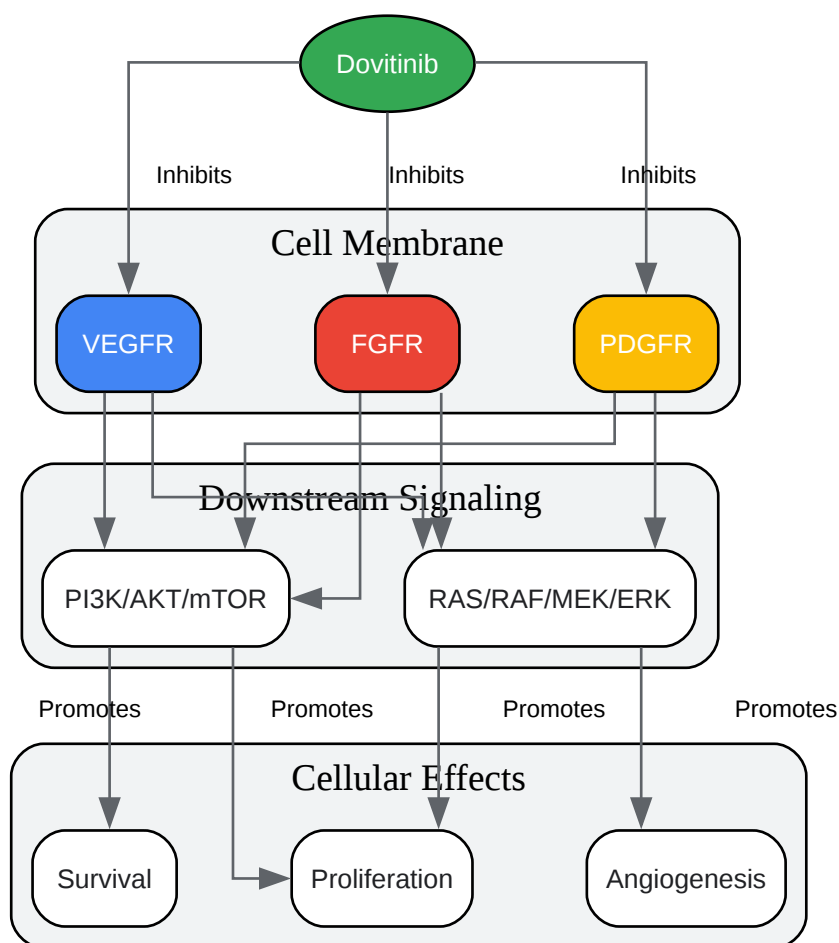 Dovitinib
Inhibits Inhibits Inhibits
Cell Membrane
VEGFR FGFR PDGFR
Downstream Signaling
PI3K/AKT/mTOR RAS/RAF/MEK/ERK
Promotes Promotes Promotes Promotes
Cellular Effects
Survival Proliferation Angiogenesis